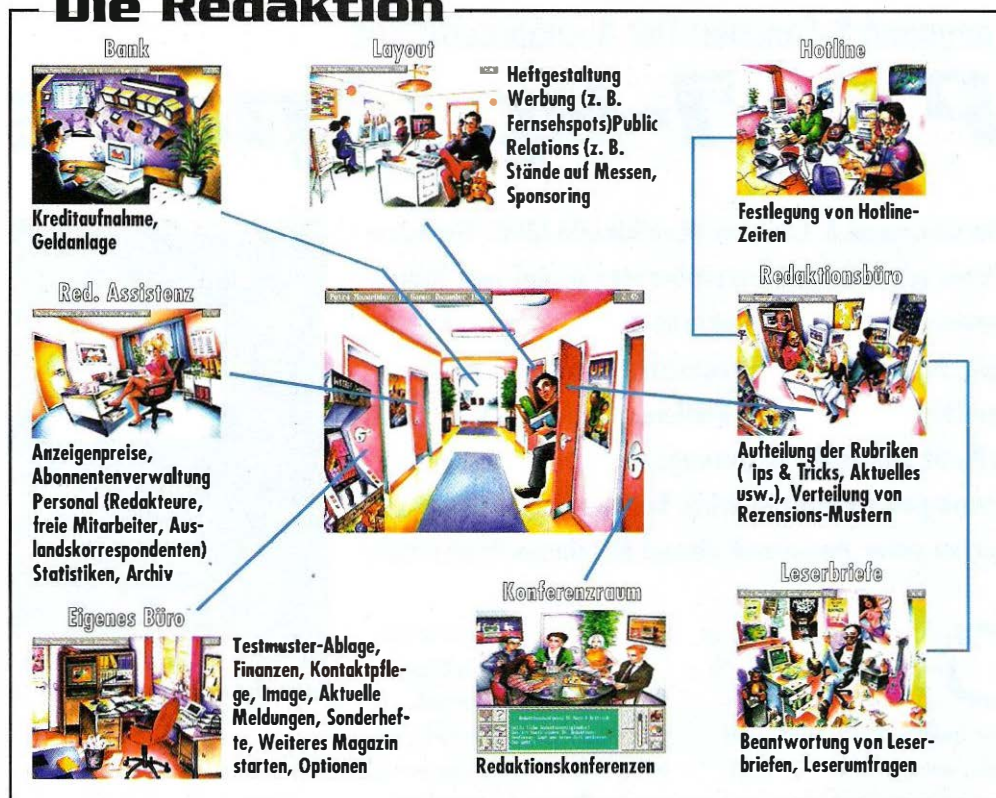 Die Redaktion
Bank
Kreditaufnahme,
Geldanlage
Layout
Heftgestaltung
Werbung (z. B.
Fernsehspots)Public
Relations (z. B.
Stände auf Messen,
Sponsoring
Hotline
Festlegung von Hotline-
Zeiten
Red. Assistenz
Anzeigenpreise,
Abonnentenverwaltung
Personal (Redakteure,
freie Mitarbeiter, Aus-
landskorrespondenten)
Statistiken, Archiv
Redaktionsbüro
Aufteilung der Rubriken
( ips & Tricks, Aktuelles
usw.), Verteilung von
Rezensions-Mustern
Eigenes Büro
Testmuster-Ablage,
Finanzen, Kontaktpfle-
ge, Image, Aktuelle
Meldungen, Sonderhef-
te, Weiteres Magazin
starten, Optionen
Konferenzraum
Redaktionskonferenzen
Leserbriefe
Beantwortung von Leser-
briefen, Leserumfragen